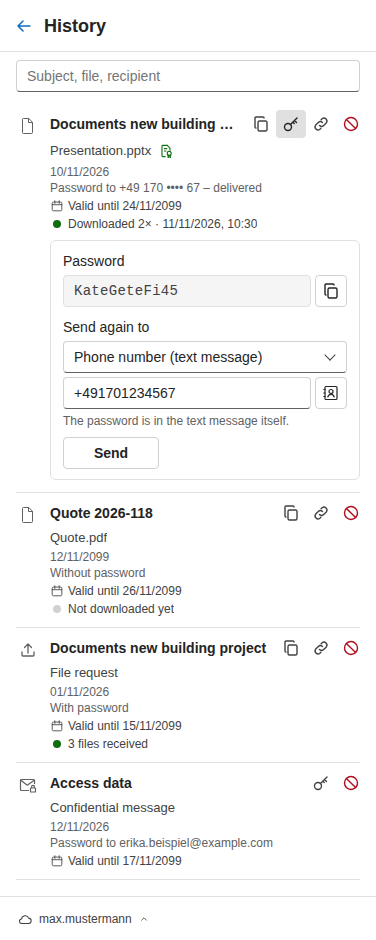 History
Subject, file, recipient
Documents new building …
Presentation.pptx
10/11/2026
Password to +49 170 •••• 67 – delivered
Valid until 24/11/2099
Downloaded 2× · 11/11/2026, 10:30
Password
KateGeteFi45
Send again to
Phone number (text message)
+491701234567
The password is in the text message itself.
Send
Quote 2026-118
Quote.pdf
12/11/2099
Without password
Valid until 26/11/2099
Not downloaded yet
Documents new building project
File request
01/11/2026
With password
Valid until 15/11/2099
3 files received
Access data
Confidential message
12/11/2026
Password to erika.beispiel@example.com
Valid until 17/11/2099
max.mustermann